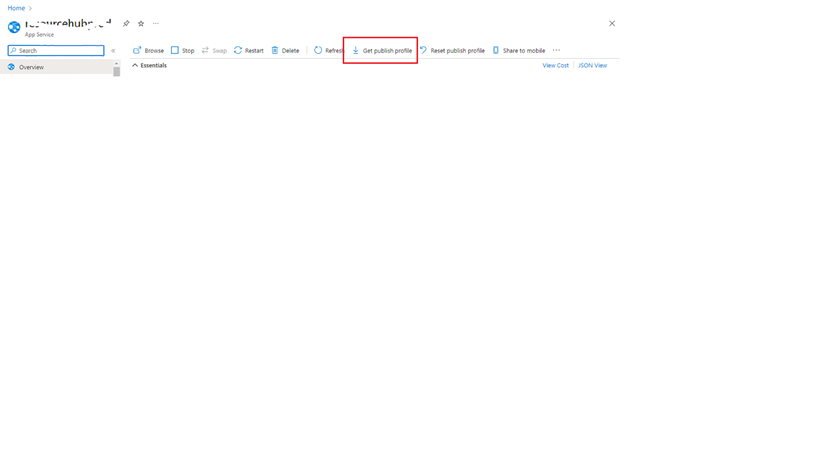 Home
App Service
Search
Browse Stop Swap Restart Delete Refresh Get publish profile Reset publish profile Share to mobile
Overview
Essentials View Cost JSON View